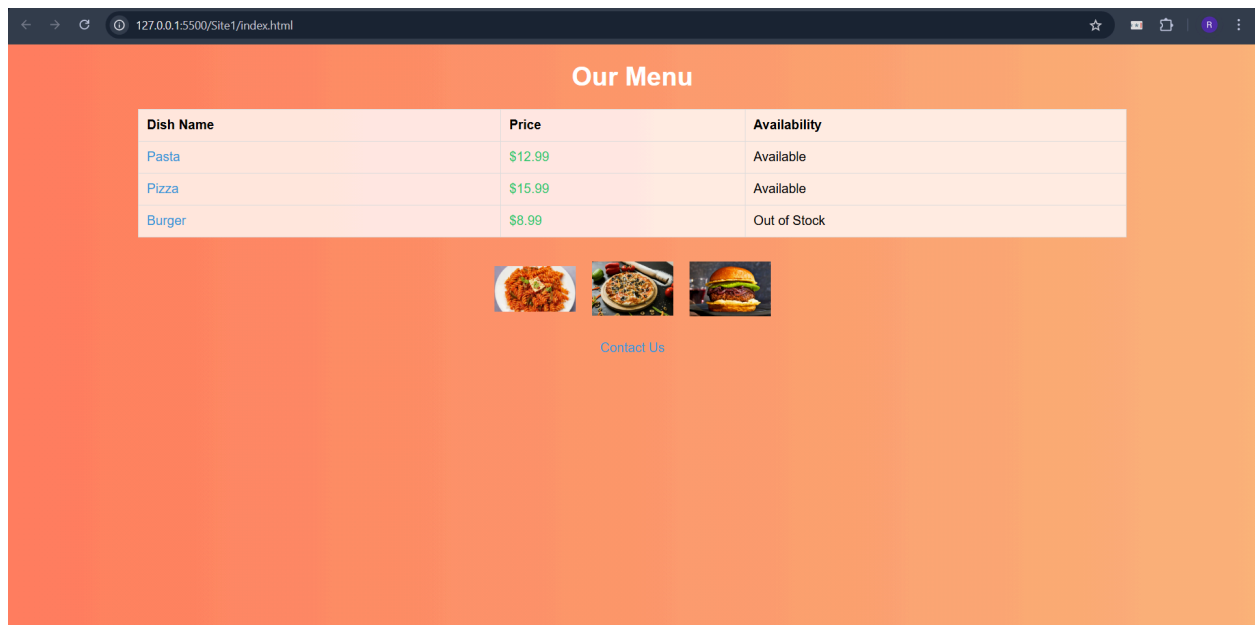 127.0.0.1:5500/Site1/index.html
R
Our Menu
Dish Name Price Availability
Pasta $12.99 Available
Pizza $15.99 Available
Burger $8.99 Out of Stock
Contact Us